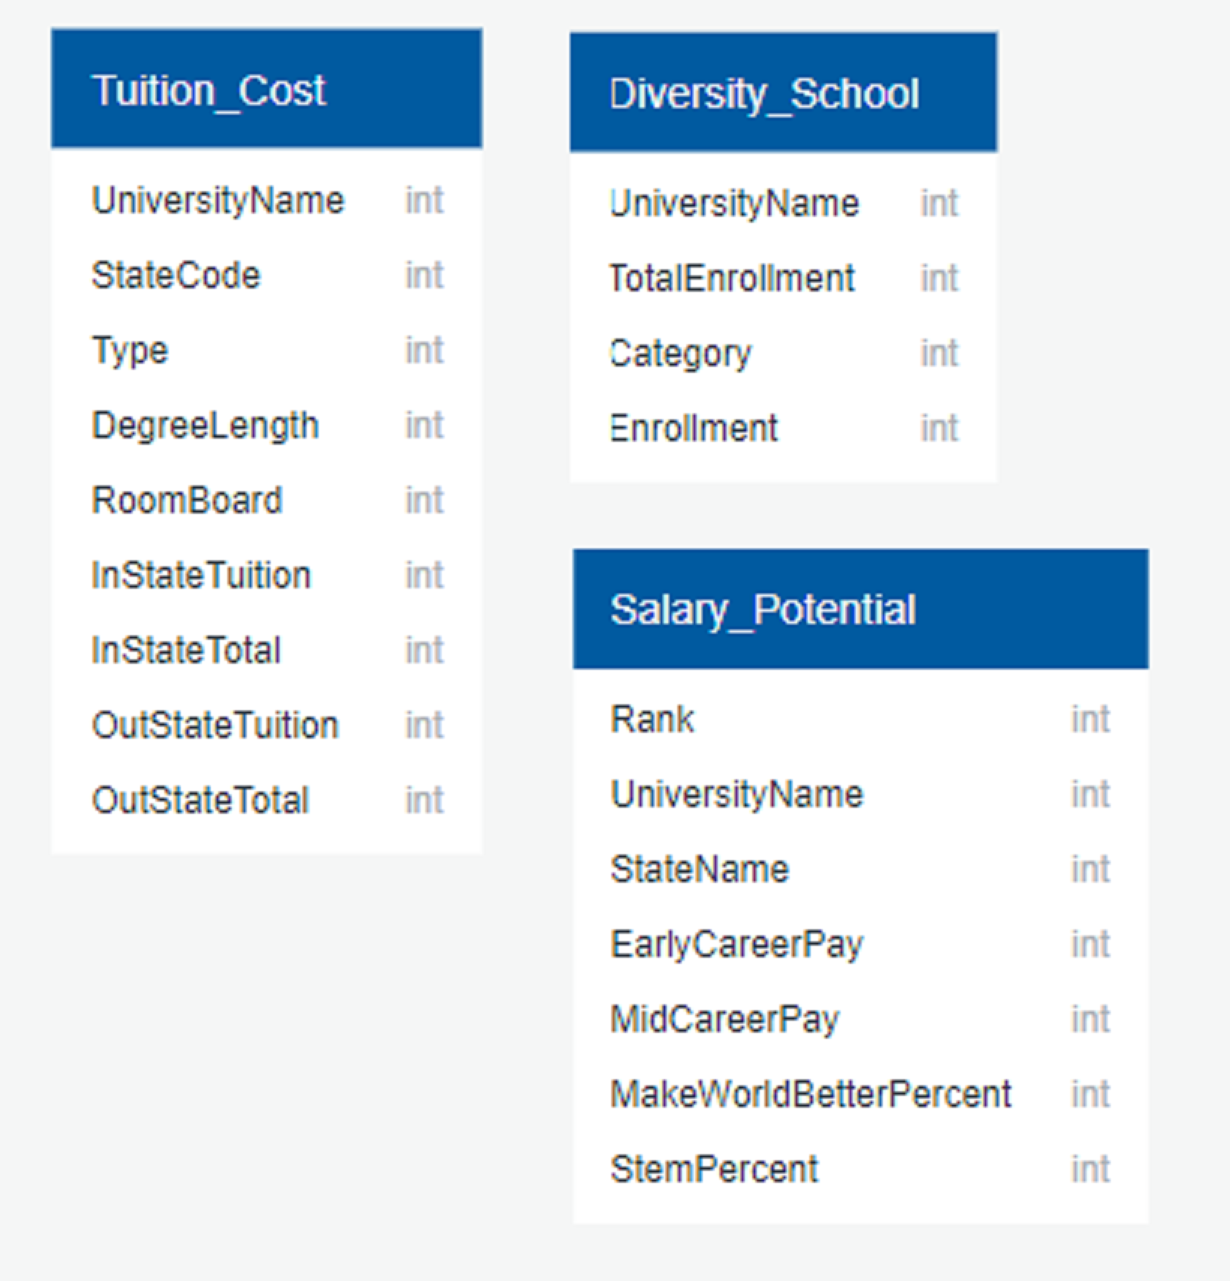 Tuition_Cost
UniversityName int
StateCode int
Type int
DegreeLength int
RoomBoard int
InStateTuition int
InStateTotal int
OutStateTuition int
OutStateTotal int
Diversity_School
UniversityName int
TotalEnrollment int
Category int
Enrollment int
Salary_Potential
Rank int
UniversityName int
StateName int
EarlyCareerPay int
MidCareerPay int
MakeWorldBetterPercent int
StemPercent int